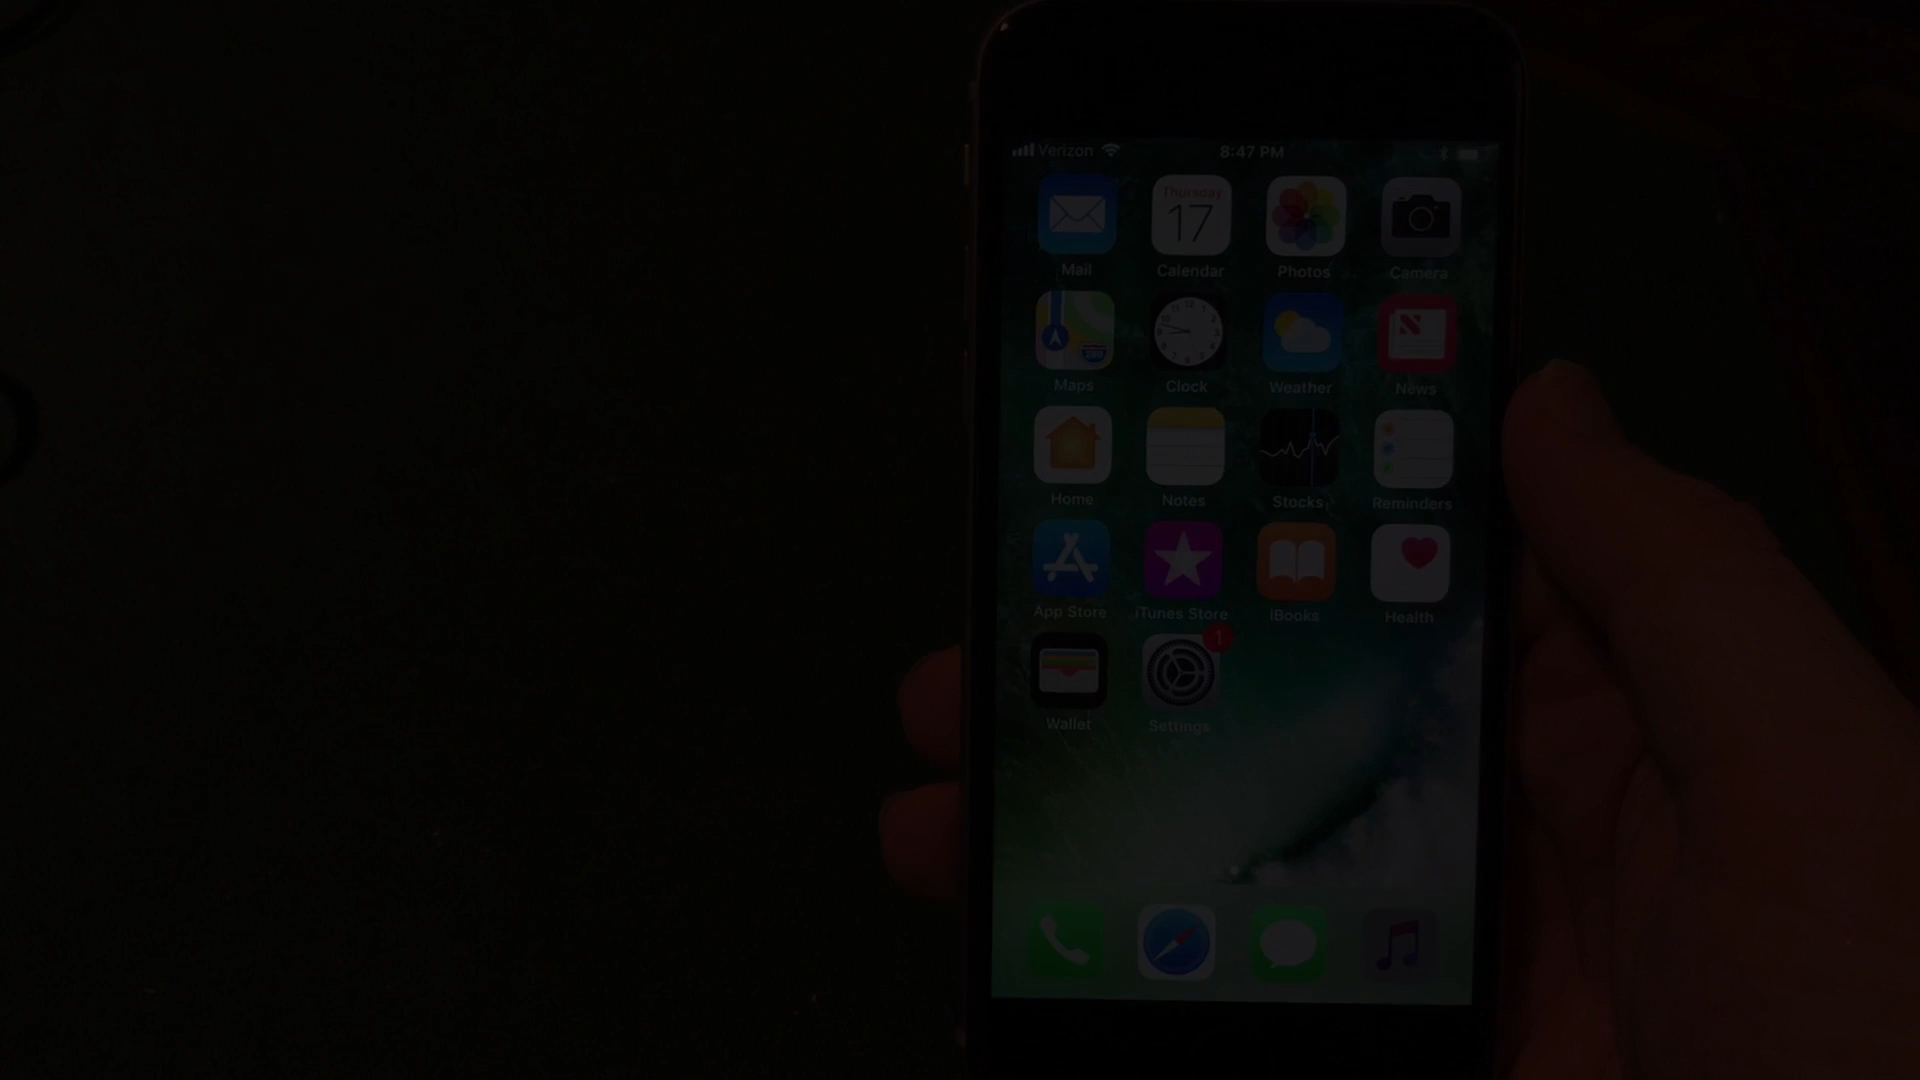 Verizon 8:47 PM
Thursday
17
Mail Calendar Photos Camera
280
Maps Clock Weather News
Home Notes Stocks Reminders
App Store iTunes Store iBooks Health
1
Wallet Settings